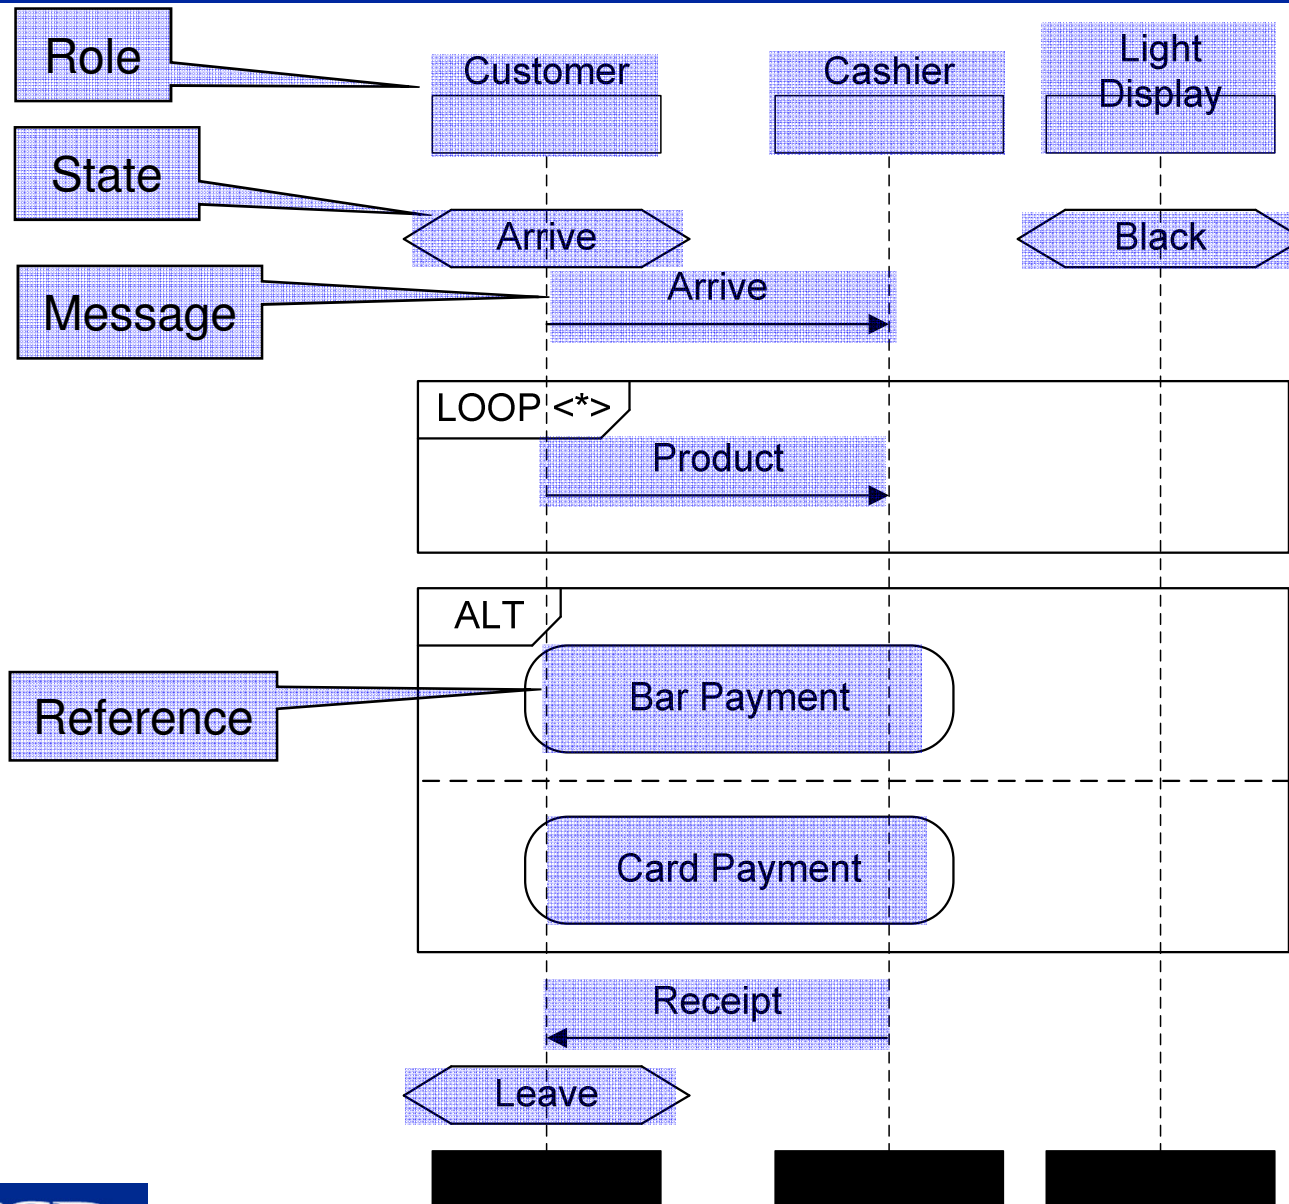 Role
Customer
Cashier
Light
Display
State
Arrive
Black
Message
Arrive
LOOP <*>
Product
ALT
Reference
Bar Payment
Card Payment
Receipt
Leave